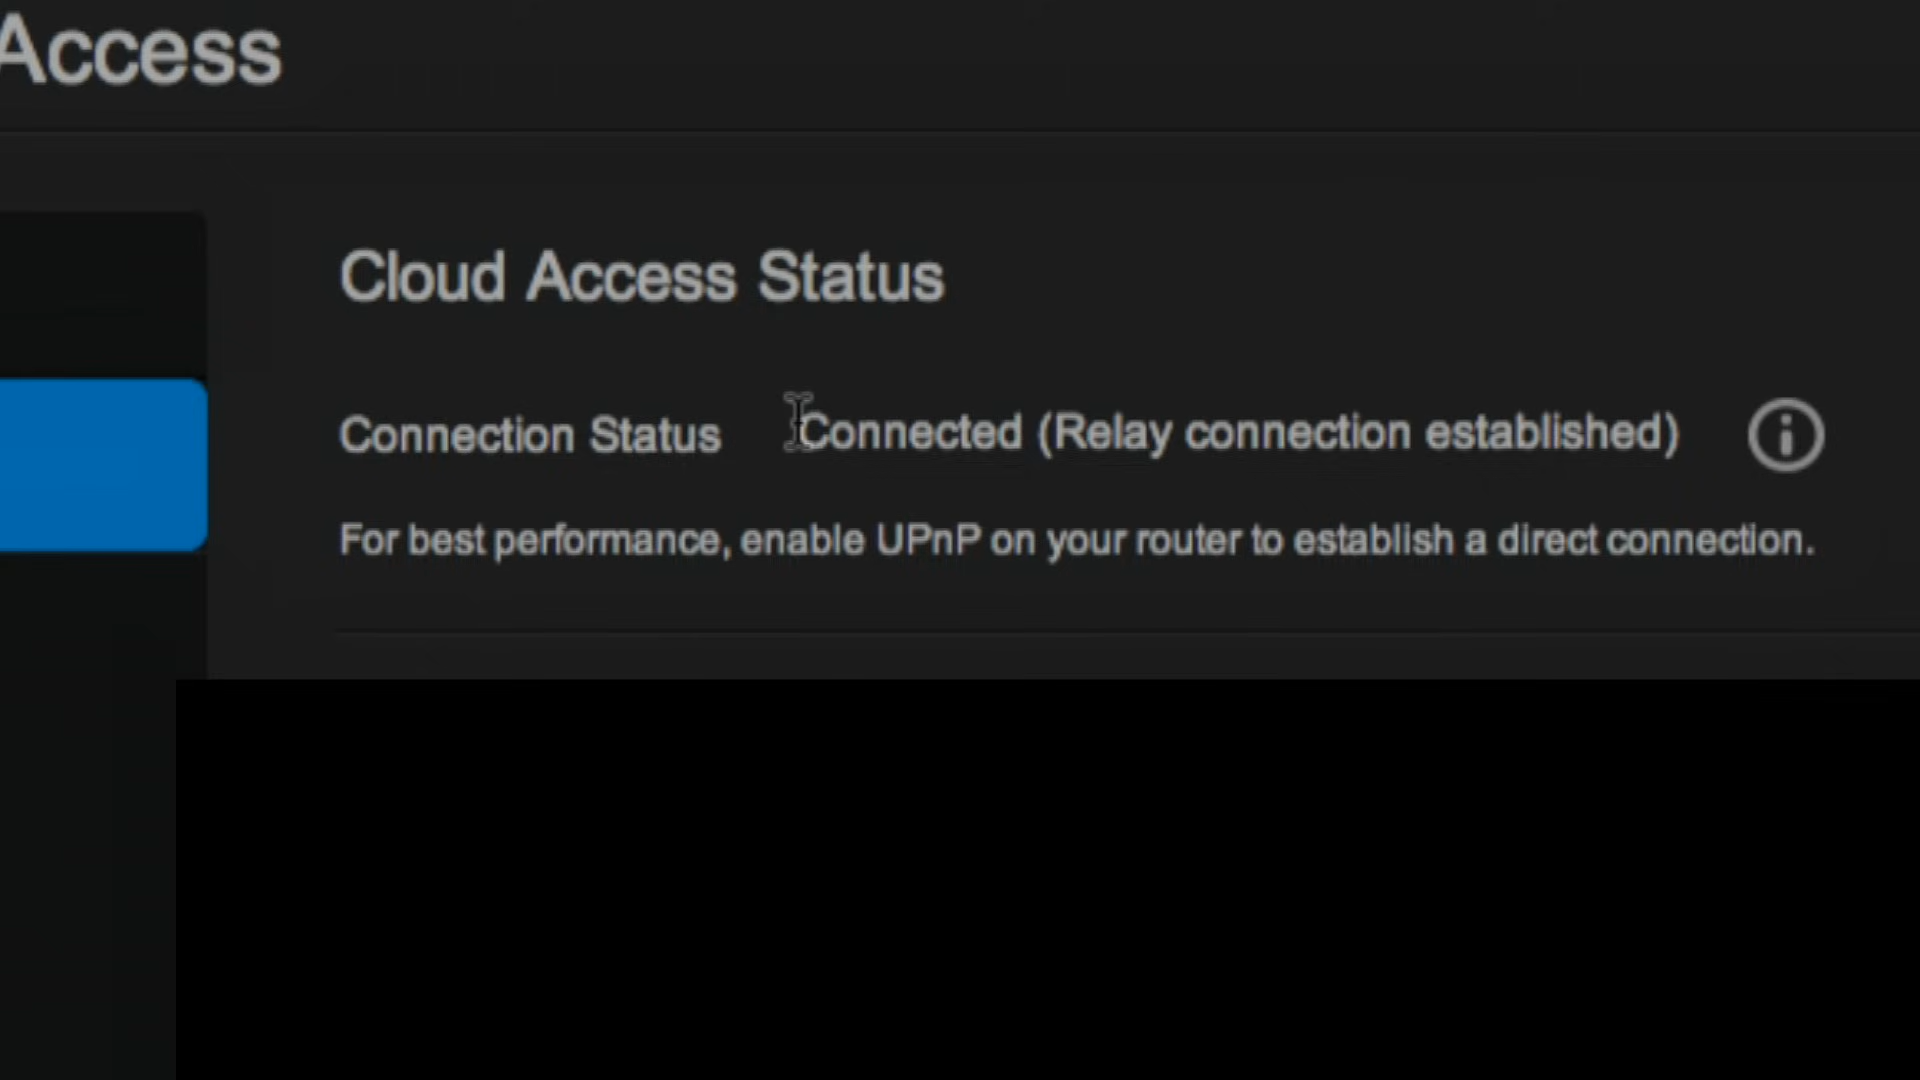 Access
Cloud Access Status
Connection Status Connected (Relay connection established)
For best performance, enable UPnP on your router to establish a direct connection.